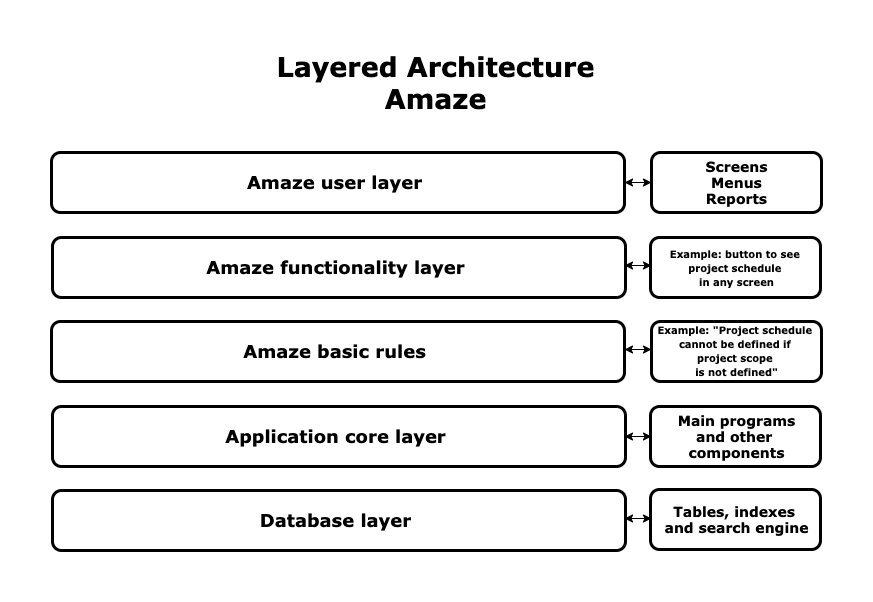 Layered Architecture
Amaze
Amaze user layer
Screens
Menus
Reports
Amaze functionality layer
Example: button to see
project schedule
in any screen
Amaze basic rules
Example: "Project schedule
cannot be defined if
project scope
is not defined"
Application core layer
Main programs
and other
components
Database layer
Tables, indexes
and search engine